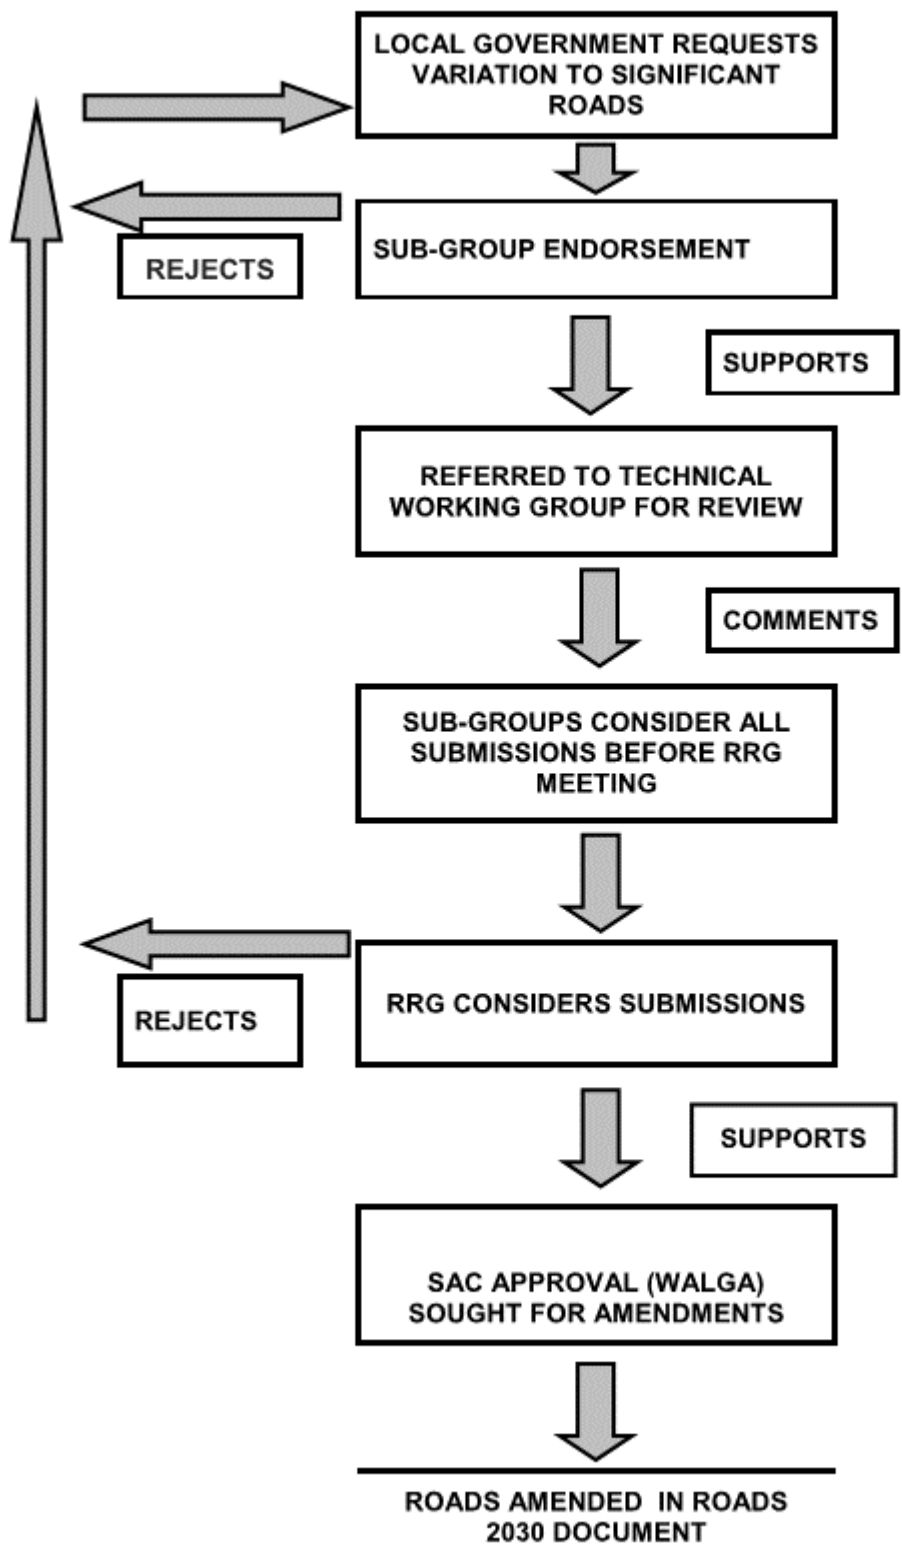 LOCAL GOVERNMENT REQUESTS
VARIATION TO SIGNIFICANT
ROADS
SUB-GROUP ENDORSEMENT
REJECTS
SUPPORTS
REFERRED TO TECHNICAL
WORKING GROUP FOR REVIEW
COMMENTS
SUB-GROUPS CONSIDER ALL
SUBMISSIONS BEFORE RRG
MEETING
RRG CONSIDERS SUBMISSIONS
REJECTS
SUPPORTS
SAC APPROVAL (WALGA)
SOUGHT FOR AMENDMENTS
ROADS AMENDED IN ROADS
2030 DOCUMENT